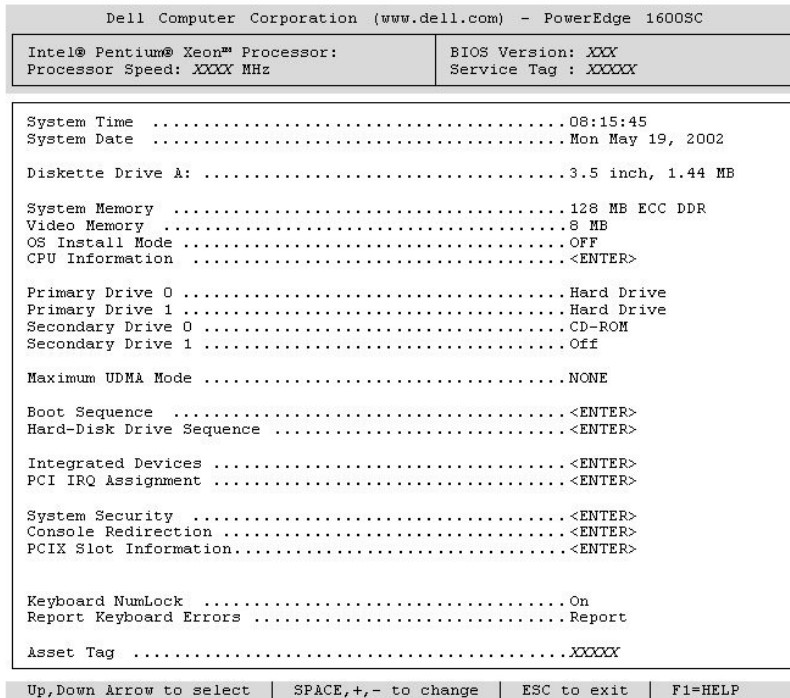 Dell Computer Corporation (www.dell.com) - PowerEdge 1600SC
Intel® Pentium® Xeon™ Processor:
Processor Speed: XXXX MHz
BIOS Version: XXX
Service Tag : XXXXX
System Time ..................................................08:15:45
System Date ..................................................Mon May 19, 2002
Diskette Drive A: ............................................3.5 inch, 1.44 MB
System Memory ................................................128 MB ECC DDR
Video Memory .................................................8 MB
OS Install Mode ..............................................OFF
CPU Information ..............................................<ENTER>
Primary Drive 0 ..............................................Hard Drive
Primary Drive 1 ..............................................Hard Drive
Secondary Drive 0 ............................................CD-ROM
Secondary Drive 1 ............................................Off
Maximum UDMA Mode ............................................NONE
Boot Sequence ................................................<ENTER>
Hard-Disk Drive Sequence .....................................<ENTER>
Integrated Devices ...........................................<ENTER>
PCI IRQ Assignment ...........................................<ENTER>
System Security ..............................................<ENTER>
Console Redirection ..........................................<ENTER>
PCIX Slot Information.........................................<ENTER>
Keyboard NumLock .............................................On
Report Keyboard Errors .......................................Report
Asset Tag ....................................................XXXXX
Up,Down Arrow to select | SPACE,+,- to change | ESC to exit | F1=HELP